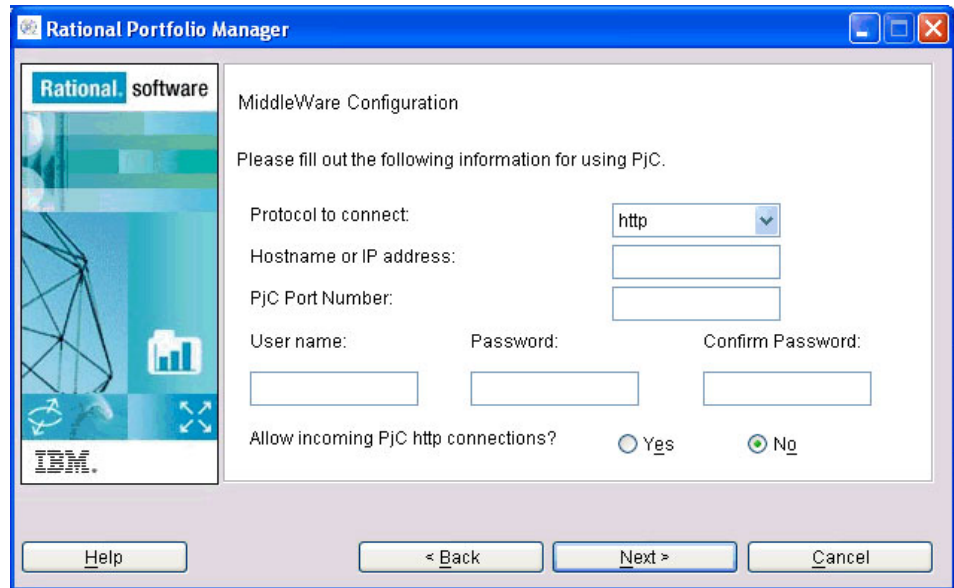 Rational Portfolio Manager
Rational. software
MiddleWare Configuration
Please fill out the following information for using PjC.
Protocol to connect:
http
Hostname or IP address:
PjC Port Number:
User name:
Password:
Confirm Password:
Allow incoming PjC http connections?
Yes
No
IBM.
Help
< Back
Next >
Cancel